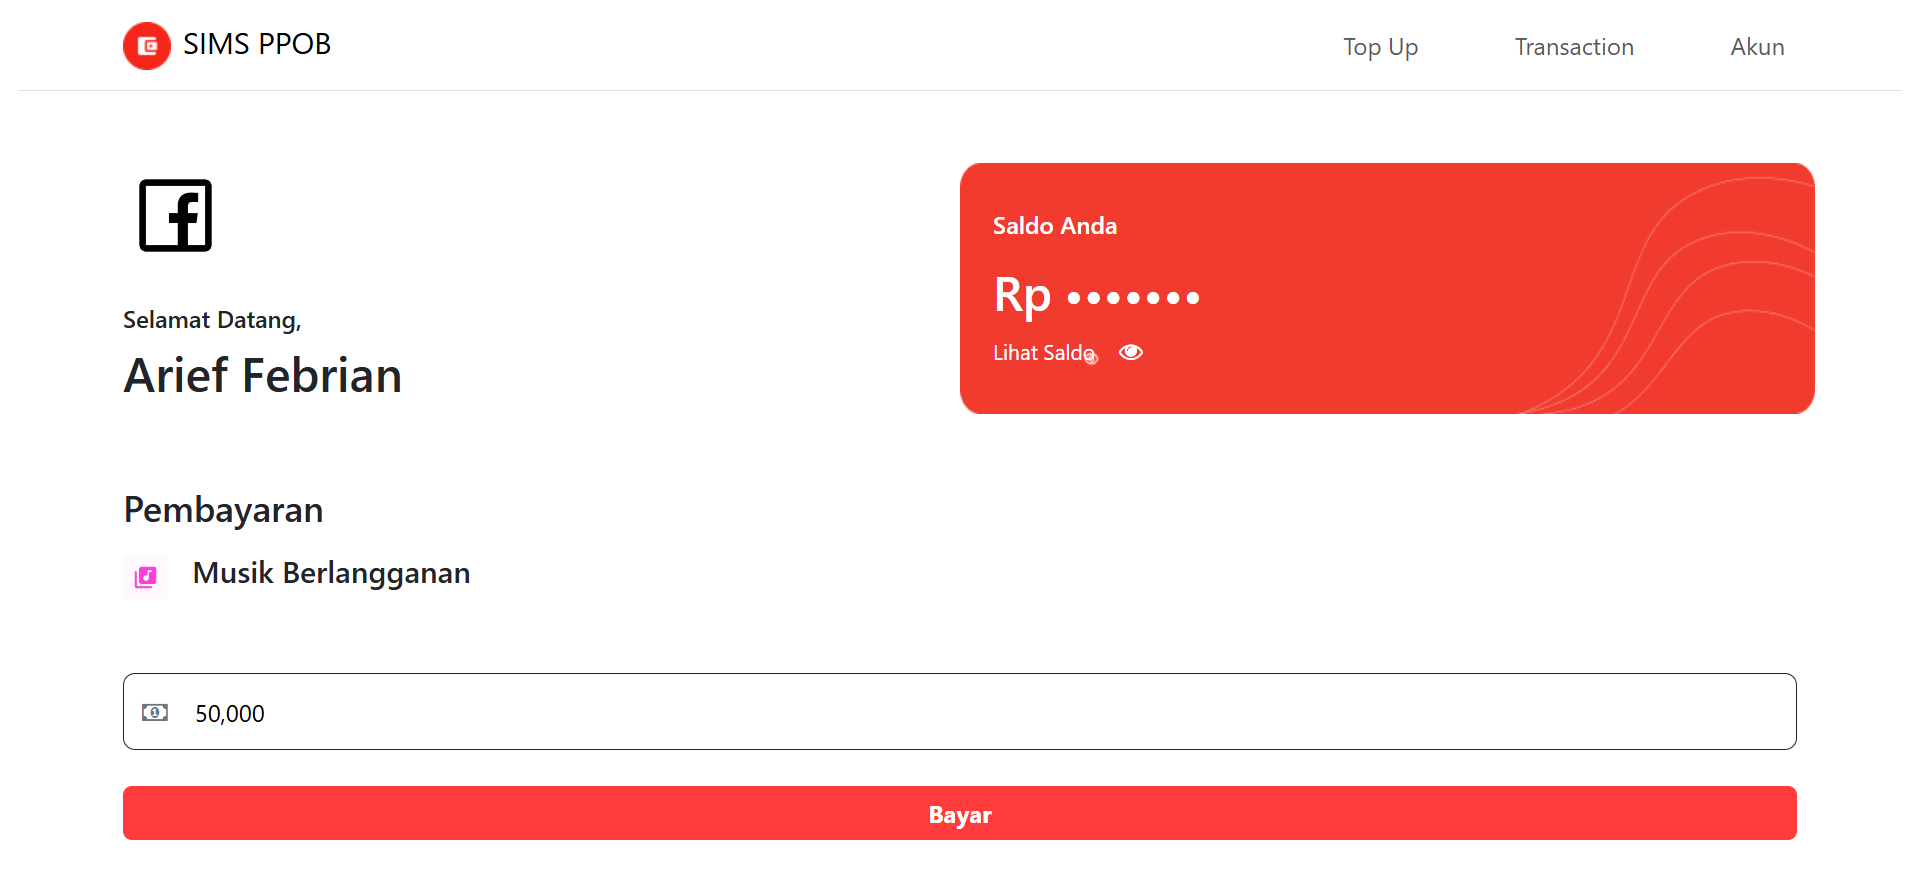 SIMS PPOB
Top Up
Transaction
Akun
Selamat Datang,
Arief Febrian
Saldo Anda
Rp •••••••
Lihat Saldo
Pembayaran
Musik Berlangganan
50,000
Bayar